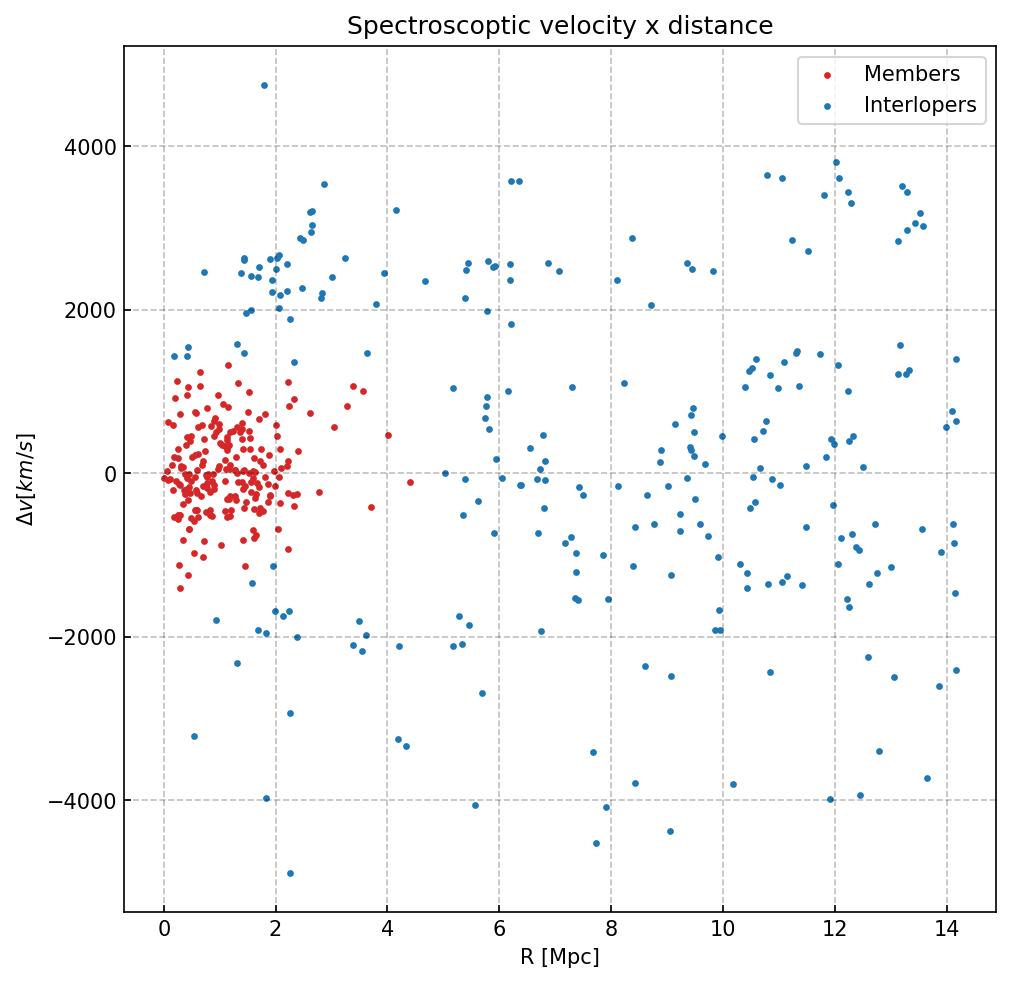 Spectroscoptic velocity x distance
Members
Interlopers
4000
2000
0
−2000
−4000
Δv[km/s]
0 2 4 6 8 10 12 14
R [Mpc]